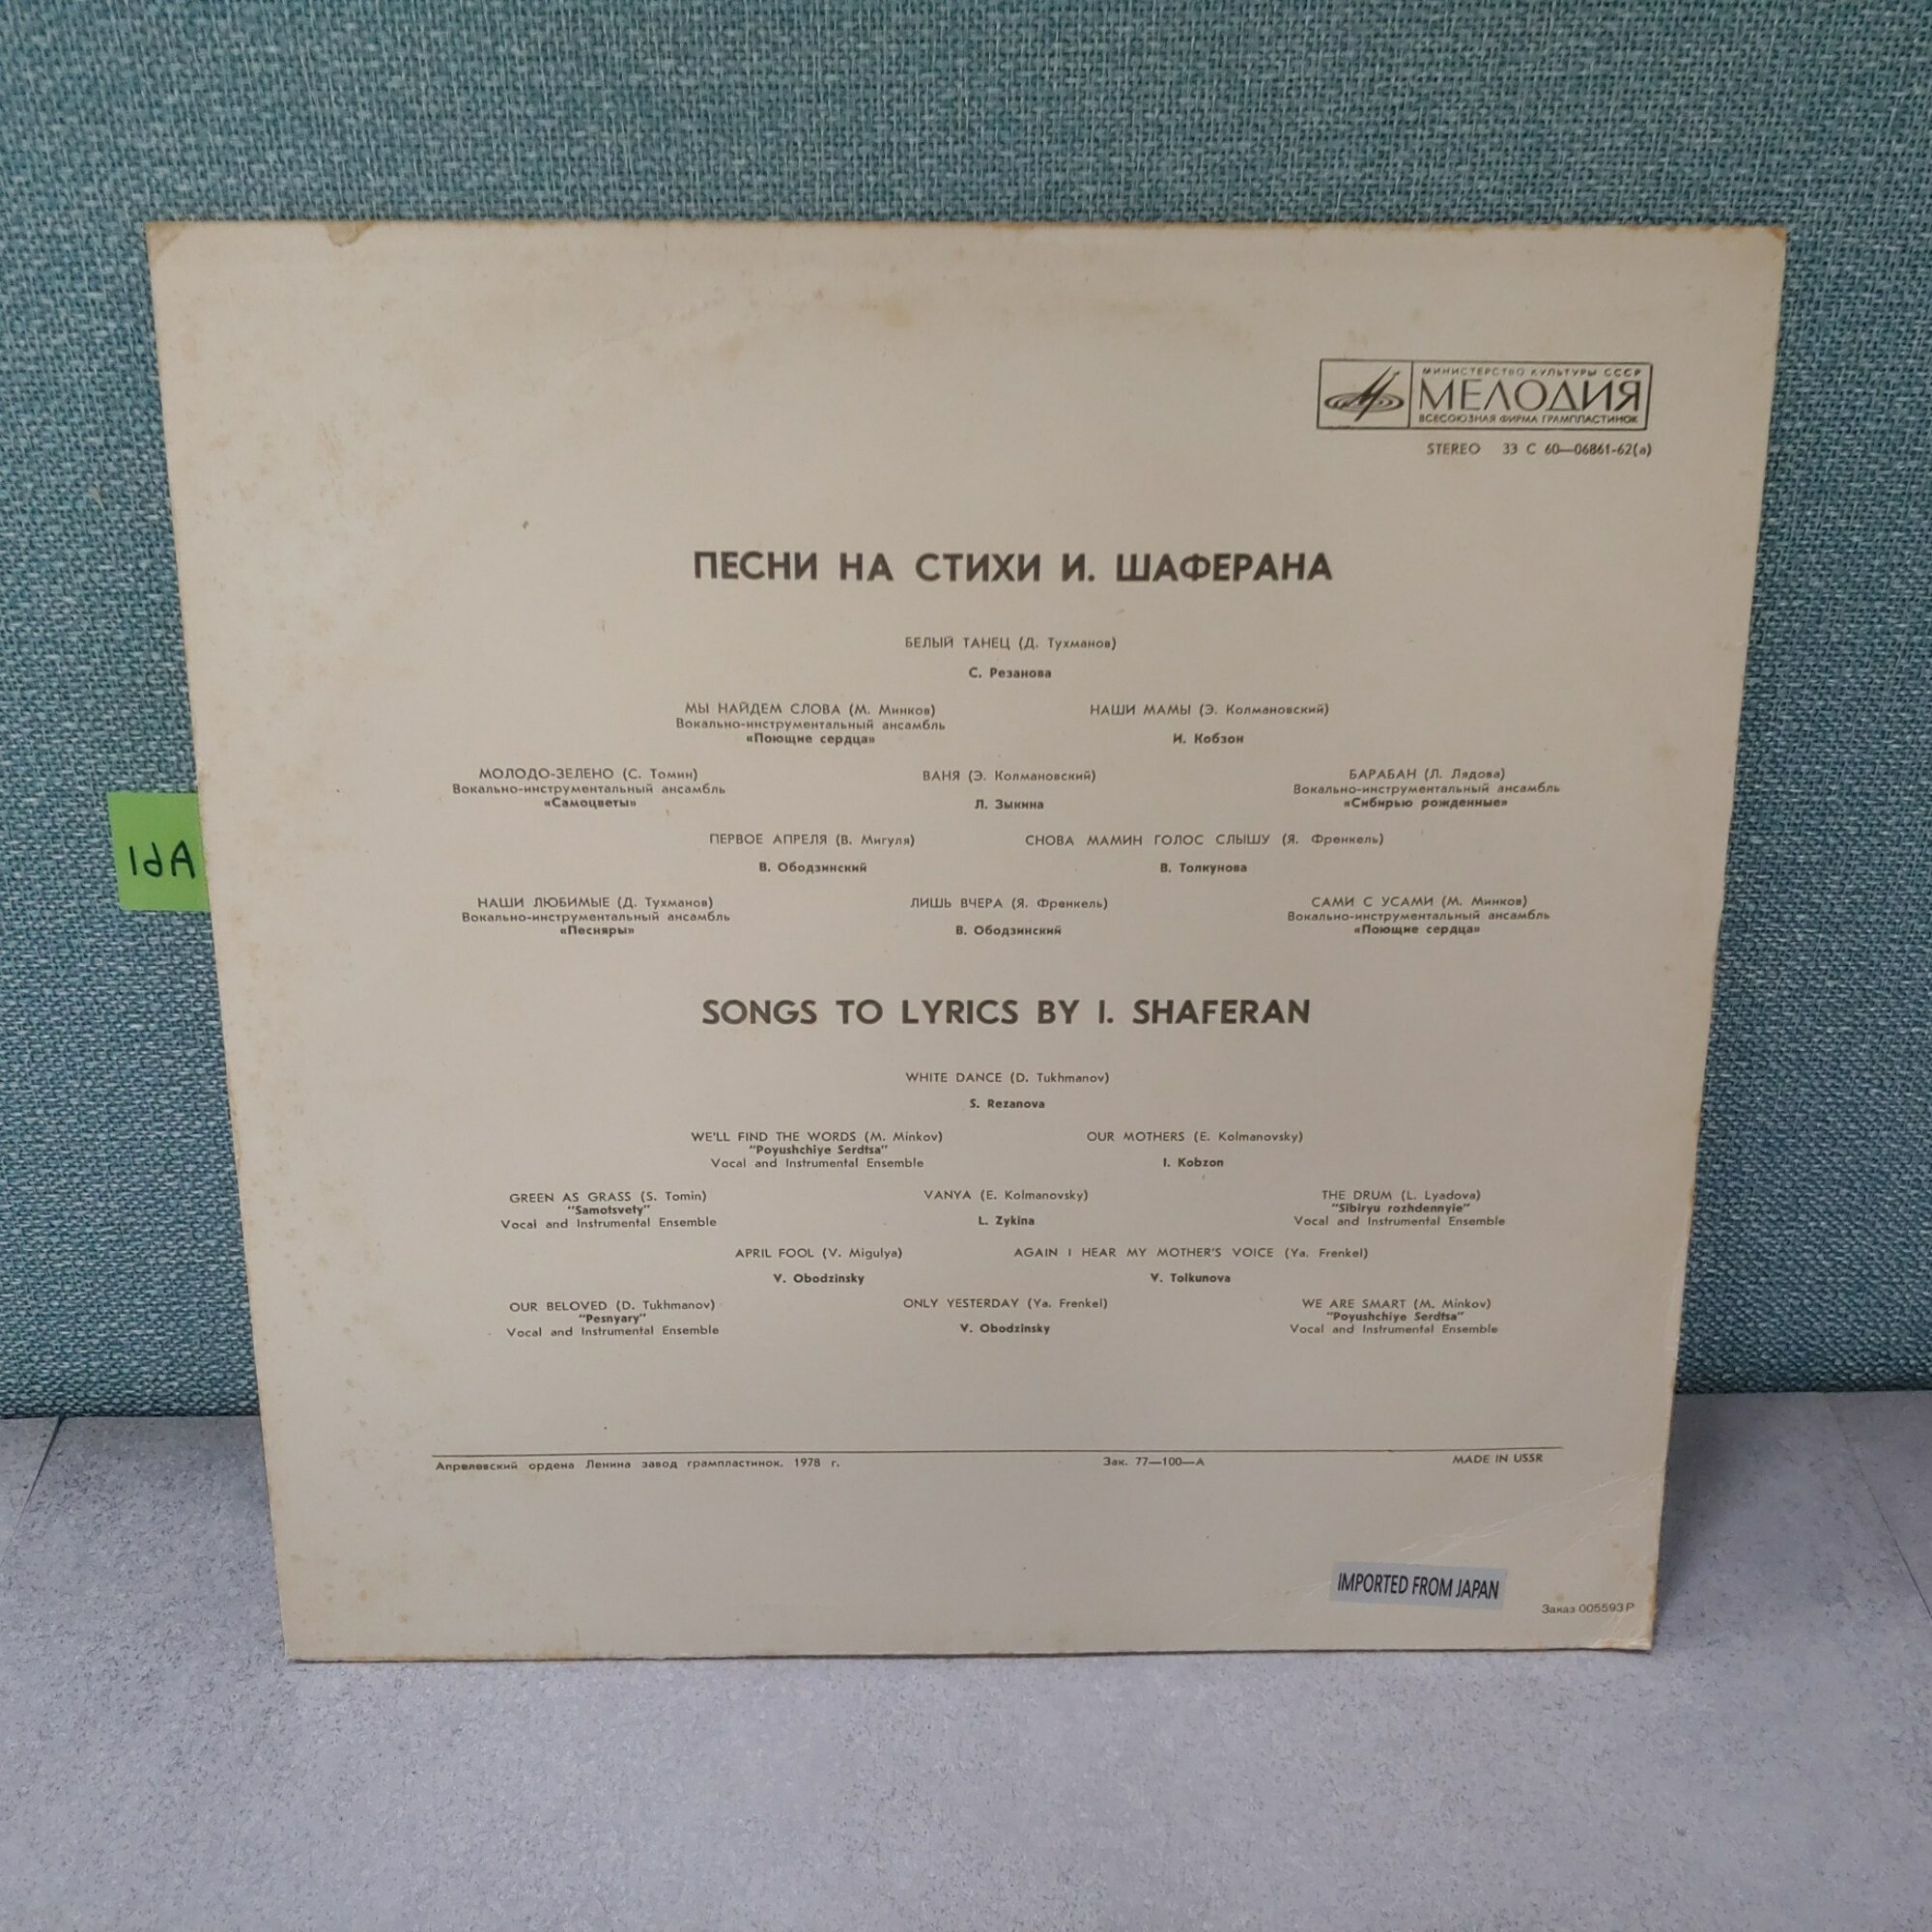 МИНИСТЕРСТВО КУЛЬТУРЫ СССР
МЕЛОДИЯ
ВСЕСОЮЗНАЯ ФИРМА ГРАМПЛАСТИНОК
STEREO 33 С 60—06861-62(а)
ПЕСНИ НА СТИХИ И. ШАФЕРАНА
БЕЛЫЙ ТАНЕЦ (Д. Тухманов)
С. Резанова
МЫ НАЙДЕМ СЛОВА (М. Минков) НАШИ МАМЫ (Э. Колмановский)
Вокально-инструментальный ансамбль
«Поющие сердца» И. Кобзон
МОЛОДО-ЗЕЛЕНО (С. Томин) ВАНЯ (Э. Колмановский) БАРАБАН (Л. Лядова)
Вокально-инструментальный ансамбль Вокально-инструментальный ансамбль
«Самоцветы» Л. Зыкина «Сибирью рожденные»
ПЕРВОЕ АПРЕЛЯ (В. Мигуля) СНОВА МАМИН ГОЛОС СЛЫШУ (Я. Френкель)
В. Ободзинский В. Толкунова
НАШИ ЛЮБИМЫЕ (Д. Тухманов) ЛИШЬ ВЧЕРА (Я. Френкель) САМИ С УСАМИ (М. Минков)
Вокально-инструментальный ансамбль Вокально-инструментальный ансамбль
«Песняры» В. Ободзинский «Поющие сердца»
SONGS TO LYRICS BY I. SHAFERAN
WHITE DANCE (D. Tukhmanov)
S. Rezanova
WE'LL FIND THE WORDS (M. Minkov) OUR MOTHERS (E. Kolmanovsky)
"Poyushchiye Serdtsa"
Vocal and Instrumental Ensemble I. Kobzon
GREEN AS GRASS (S. Tomin) VANYA (E. Kolmanovsky) THE DRUM (L. Lyadova)
"Samotsvety" "Sibiryu rozhdennyie"
Vocal and Instrumental Ensemble L. Zykina Vocal and Instrumental Ensemble
APRIL FOOL (V. Migulya) AGAIN I HEAR MY MOTHER'S VOICE (Ya. Frenkel)
V. Obodzinsky V. Tolkunova
OUR BELOVED (D. Tukhmanov) ONLY YESTERDAY (Ya. Frenkel) WE ARE SMART (M. Minkov)
"Pesnyary" "Poyushchiye Serdtsa"
Vocal and Instrumental Ensemble V. Obodzinsky Vocal and Instrumental Ensemble
Апрелевский ордена Ленина завод грампластинок. 1978 г. Зак. 77—100—А MADE IN USSR
IMPORTED FROM JAPAN
Заказ 005593 Р